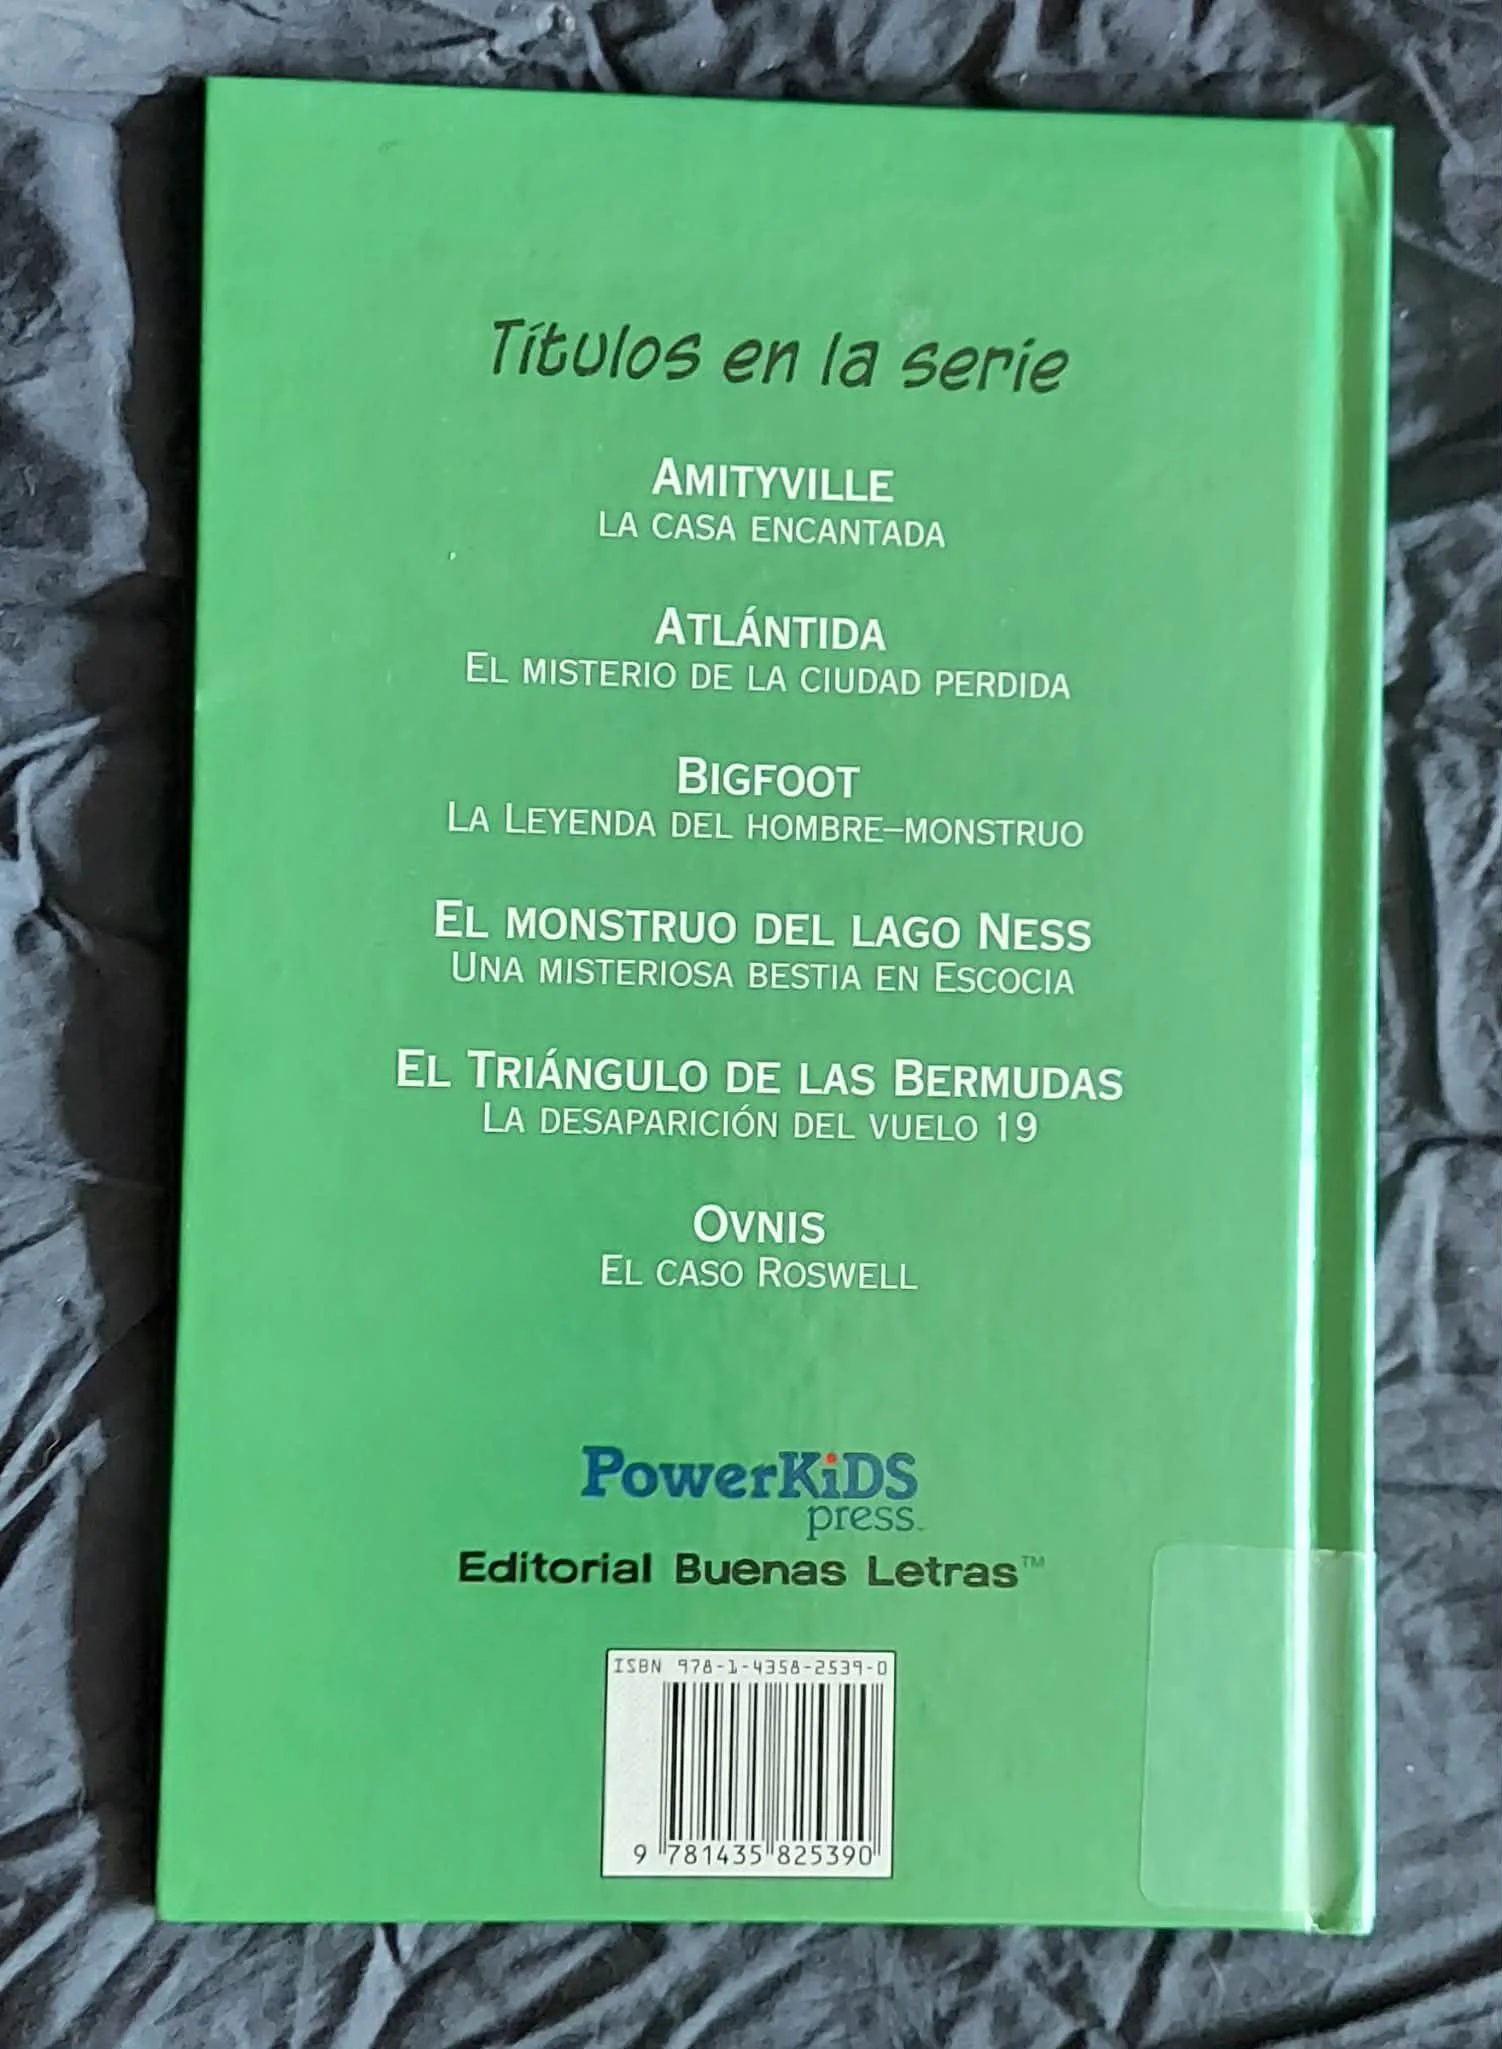 Títulos en la serie
AMITYVILLE
LA CASA ENCANTADA
ATLÁNTIDA
EL MISTERIO DE LA CIUDAD PERDIDA
BIGFOOT
LA LEYENDA DEL HOMBRE–MONSTRUO
EL MONSTRUO DEL LAGO NESS
UNA MISTERIOSA BESTIA EN ESCOCIA
EL TRIÁNGULO DE LAS BERMUDAS
LA DESAPARICIÓN DEL VUELO 19
OVNIS
EL CASO ROSWELL
PowerKiDS
press™
Editorial Buenas Letras™
ISBN 978-1-4358-2539-0
9 781435 825390